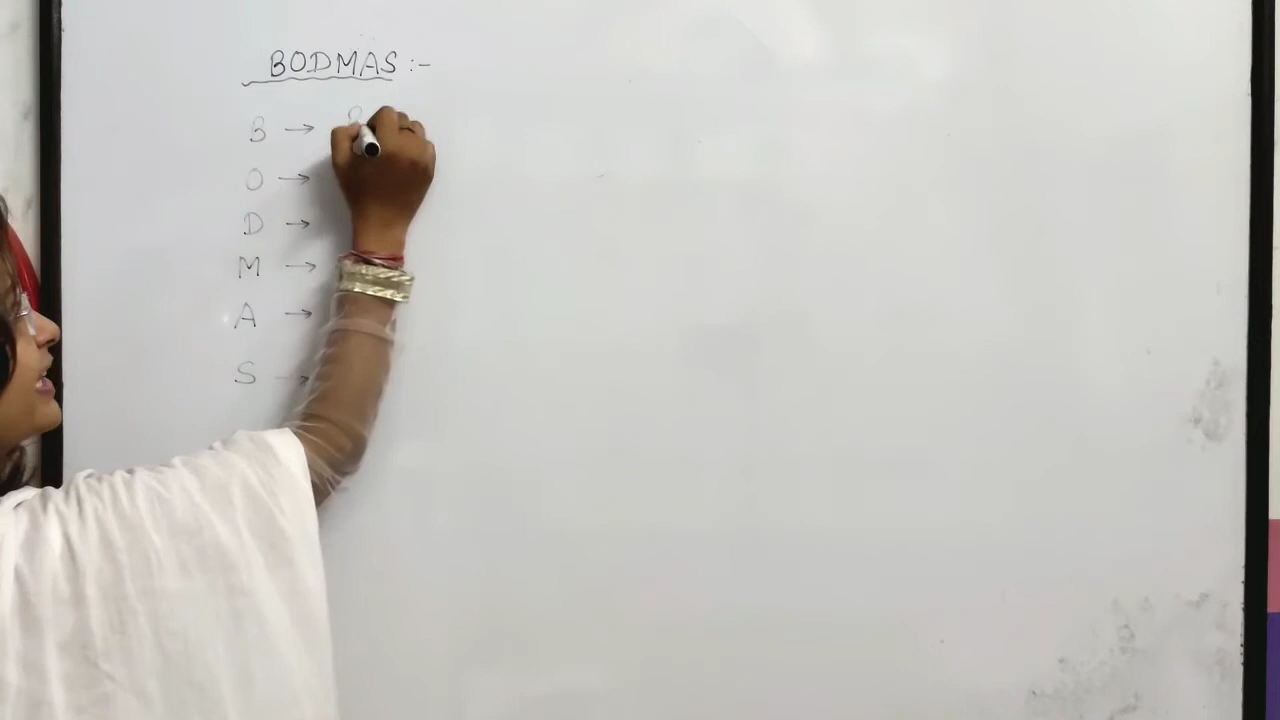 BODMAS :-
B →
O →
D →
M →
A →
S →